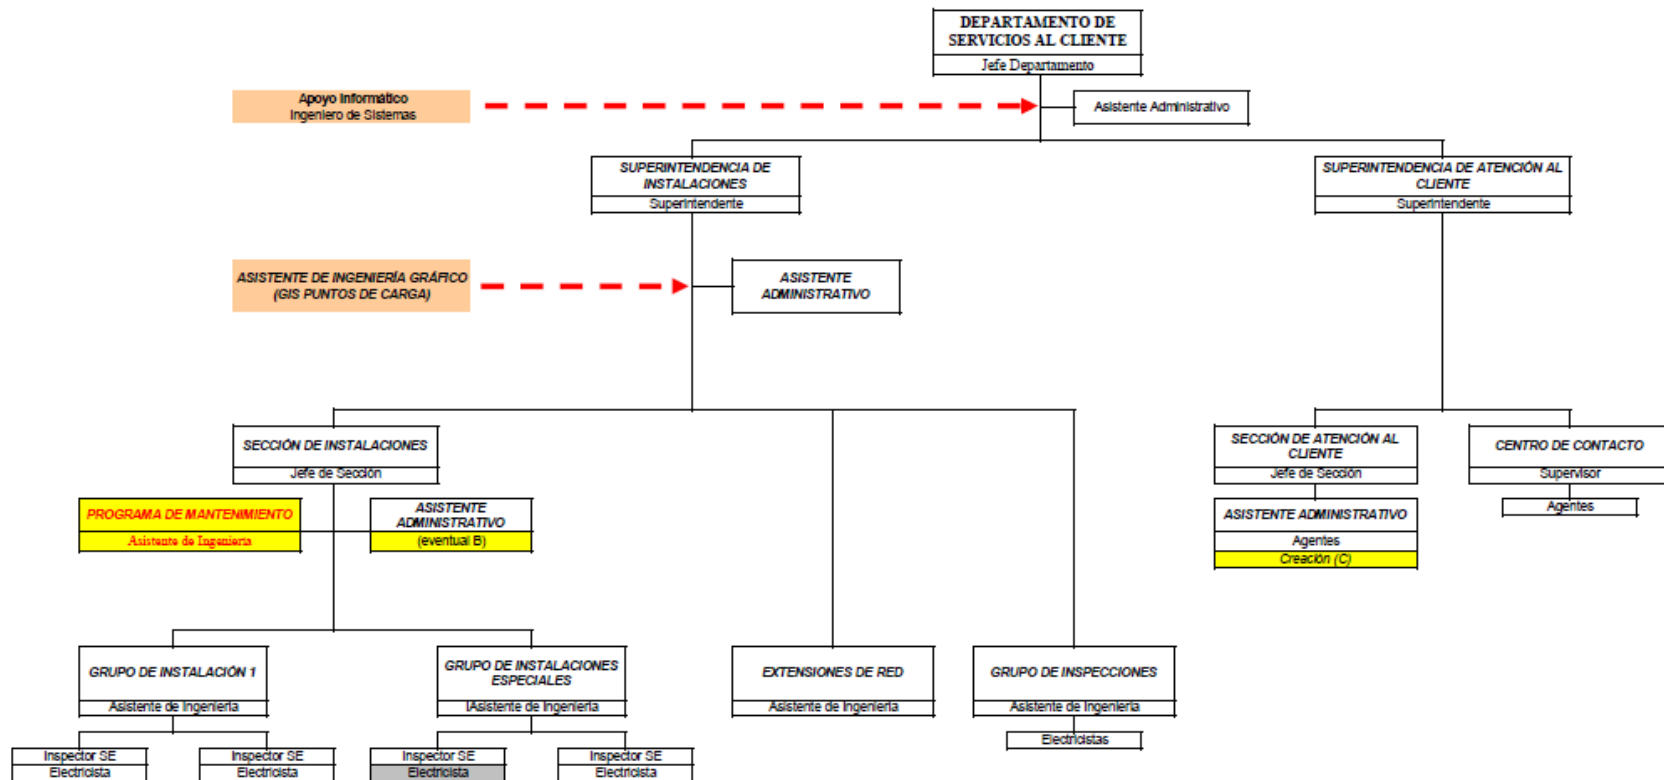 DEPARTAMENTO DE
SERVICIOS AL CLIENTE
Jefe Departamento
Apoyo Informático
Ingeniero de Sistemas
Asistente Administrativo
SUPERINTENDENCIA DE
INSTALACIONES
Superintendente
SUPERINTENDENCIA DE ATENCIÓN AL
CLIENTE
Superintendente
ASISTENTE DE INGENIERÍA GRÁFICO
(GIS PUNTOS DE CARGA)
ASISTENTE
ADMINISTRATIVO
SECCIÓN DE INSTALACIONES
Jefe de Sección
SECCIÓN DE ATENCIÓN AL
CLIENTE
Jefe de Sección
CENTRO DE CONTACTO
Supervisor
PROGRAMA DE MANTENIMIENTO
Asistente de Ingeniería
ASISTENTE
ADMINISTRATIVO
(eventual B)
ASISTENTE ADMINISTRATIVO
Agentes
Creación (C)
Agentes
GRUPO DE INSTALACIÓN 1
Asistente de Ingeniería
GRUPO DE INSTALACIONES
ESPECIALES
IAsistente de Ingeniería
EXTENSIONES DE RED
Asistente de Ingeniería
GRUPO DE INSPECCIONES
Asistente de Ingeniería
Electricistas
Inspector SE
Electricista
Inspector SE
Electricista
Inspector SE
Electricista
Inspector SE
Electricista